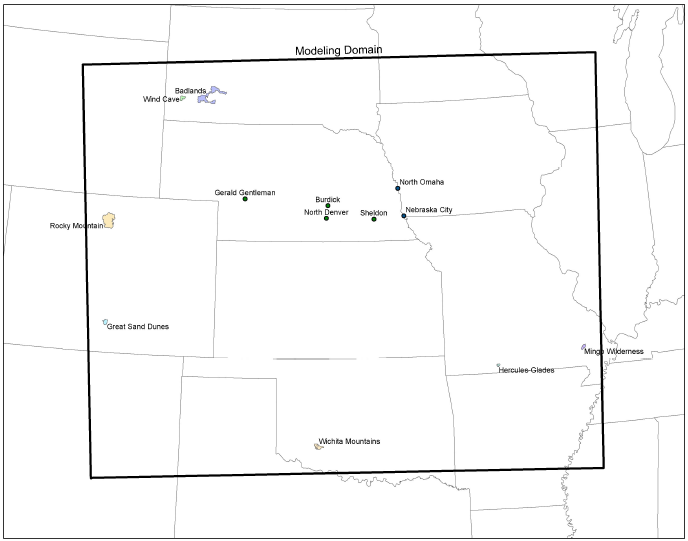 Modeling Domain
Badlands
Wind Cave
North Omaha
Gerald Gentleman
Burdick
North Denver
Sheldon
Nebraska City
Rocky Mountain
Great Sand Dunes
Mingo Wilderness
Hercules-Glades
Wichita Mountains